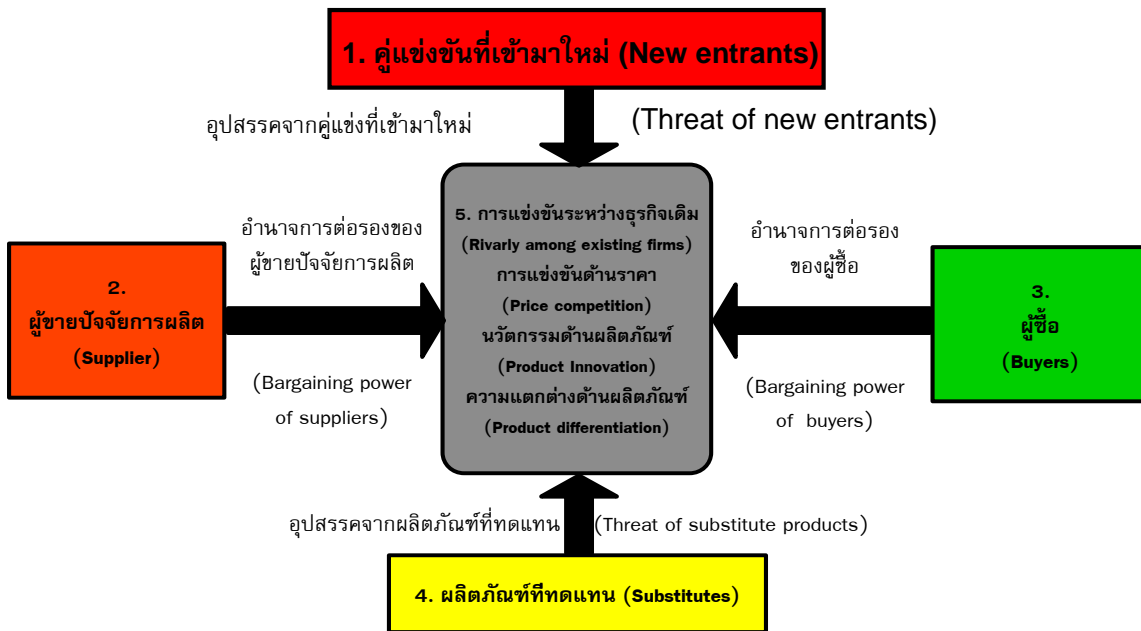 1. คู่แข่งขันที่เข้ามาใหม่ (New entrants)
อุปสรรคจากคู่แข่งที่เข้ามาใหม่
(Threat of new entrants)
อำนาจการต่อรองของ
ผู้ขายปัจจัยการผลิต
2.
ผู้ขายปัจจัยการผลิต
(Supplier)
(Bargaining power
of suppliers)
5. การแข่งขันระหว่างธุรกิจเดิม
(Rivarly among existing firms)
การแข่งขันด้านราคา
(Price competition)
นวัตกรรมด้านผลิตภัณฑ์
(Product Innovation)
ความแตกต่างด้านผลิตภัณฑ์
(Product differentiation)
อำนาจการต่อรอง
ของผู้ซื้อ
3.
ผู้ซื้อ
(Buyers)
(Bargaining power
of buyers)
อุปสรรคจากผลิตภัณฑ์ที่ทดแทน (Threat of substitute products)
4. ผลิตภัณฑ์ที่ทดแทน (Substitutes)